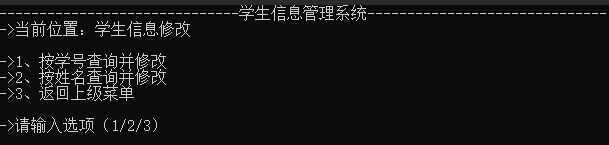 ------------------------------学生信息管理系统------------------------------
->当前位置：学生信息修改
->1、按学号查询并修改
->2、按姓名查询并修改
->3、返回上级菜单
->请输入选项（1/2/3）